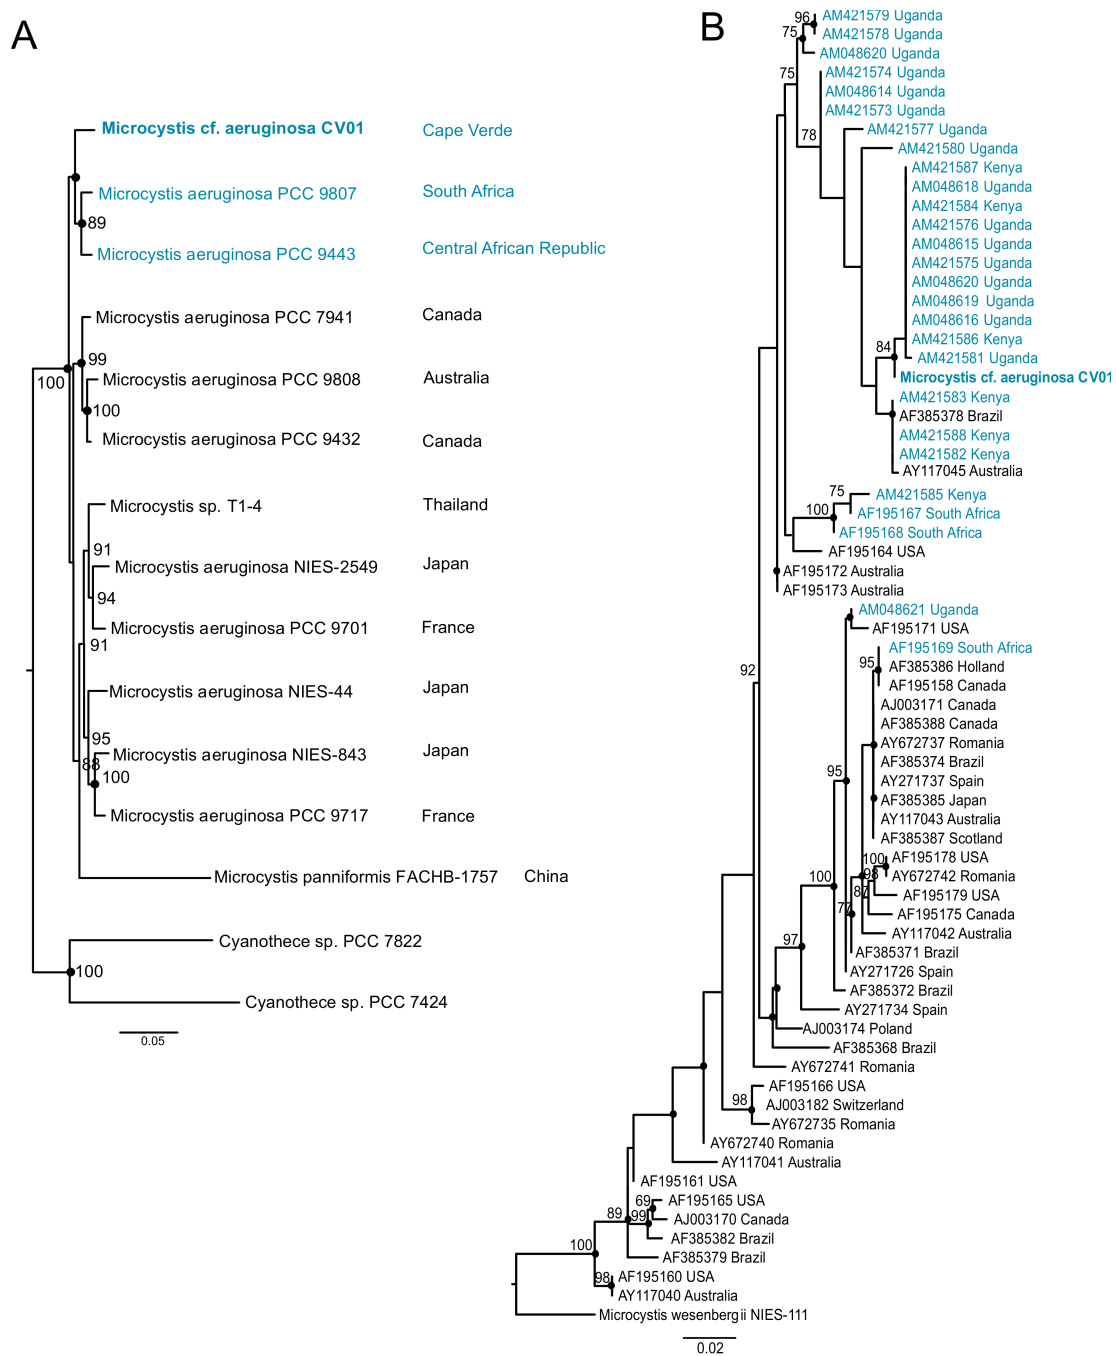 A
Microcystis cf. aeruginosa CV01 Cape Verde
Microcystis aeruginosa PCC 9807 South Africa
89
Microcystis aeruginosa PCC 9443 Central African Republic
Microcystis aeruginosa PCC 7941 Canada
99
100
Microcystis aeruginosa PCC 9808 Australia
100
Microcystis aeruginosa PCC 9432 Canada
Microcystis sp. T1-4 Thailand
91
Microcystis aeruginosa NIES-2549 Japan
94
Microcystis aeruginosa PCC 9701 France
91
Microcystis aeruginosa NIES-44 Japan
95
Microcystis aeruginosa NIES-843 Japan
88
100
Microcystis aeruginosa PCC 9717 France
Microcystis panniformis FACHB-1757 China
Cyanothece sp. PCC 7822
100
Cyanothece sp. PCC 7424
0.05
B
96
AM421579 Uganda
75
AM421578 Uganda
AM048620 Uganda
75
AM421574 Uganda
AM048614 Uganda
AM421573 Uganda
78
AM421577 Uganda
AM421580 Uganda
AM421587 Kenya
AM048618 Uganda
AM421584 Kenya
AM421576 Uganda
AM048615 Uganda
AM421575 Uganda
AM048620 Uganda
AM048619 Uganda
AM048616 Uganda
AM421586 Kenya
84
AM421581 Uganda
Microcystis cf. aeruginosa CV01
AM421583 Kenya
AF385378 Brazil
AM421588 Kenya
AM421582 Kenya
AY117045 Australia
75
AM421585 Kenya
100
AF195167 South Africa
AF195168 South Africa
AF195164 USA
AF195172 Australia
AF195173 Australia
AM048621 Uganda
AF195171 USA
AF195169 South Africa
92
95
AF385386 Holland
AF195158 Canada
AJ003171 Canada
AF385388 Canada
AY672737 Romania
AF385374 Brazil
95
AY271737 Spain
AF385385 Japan
AY117043 Australia
AF385387 Scotland
100
AF195178 USA
100
98
AY672742 Romania
87
AF195179 USA
77
AF195175 Canada
AY117042 Australia
97
AF385371 Brazil
AY271726 Spain
AF385372 Brazil
AY271734 Spain
AJ003174 Poland
AF385368 Brazil
AY672741 Romania
AF195166 USA
98
AJ003182 Switzerland
AY672735 Romania
AY672740 Romania
AY117041 Australia
AF195161 USA
69
AF195165 USA
89
99
AJ003170 Canada
AF385382 Brazil
100
AF385379 Brazil
98
AF195160 USA
AY117040 Australia
Microcystis wesenbergii NIES-111
0.02